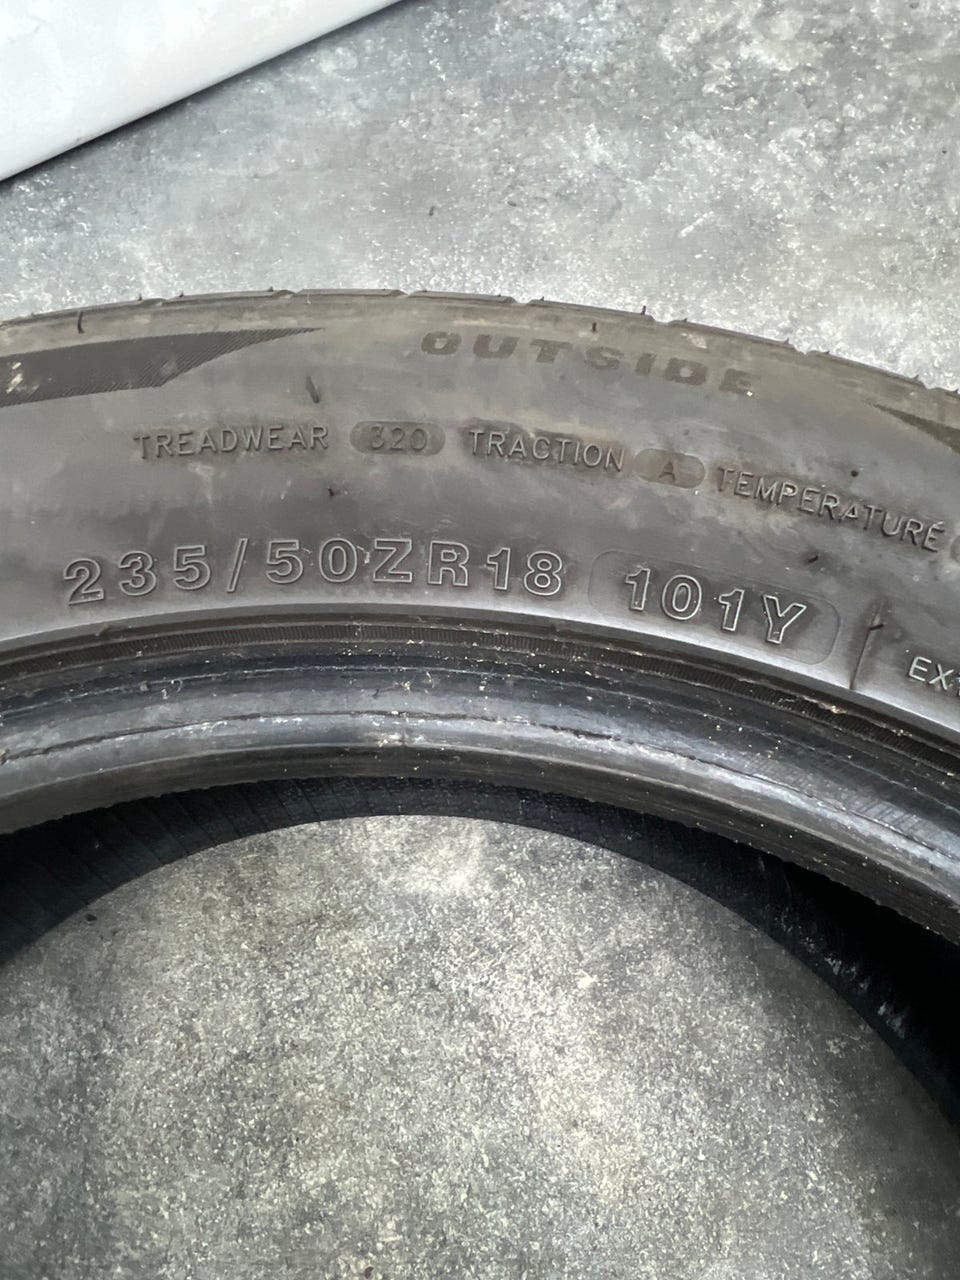 OUTSIDE
TREADWEAR 320 TRACTION A TEMPERATURE
235/50ZR18 101Y